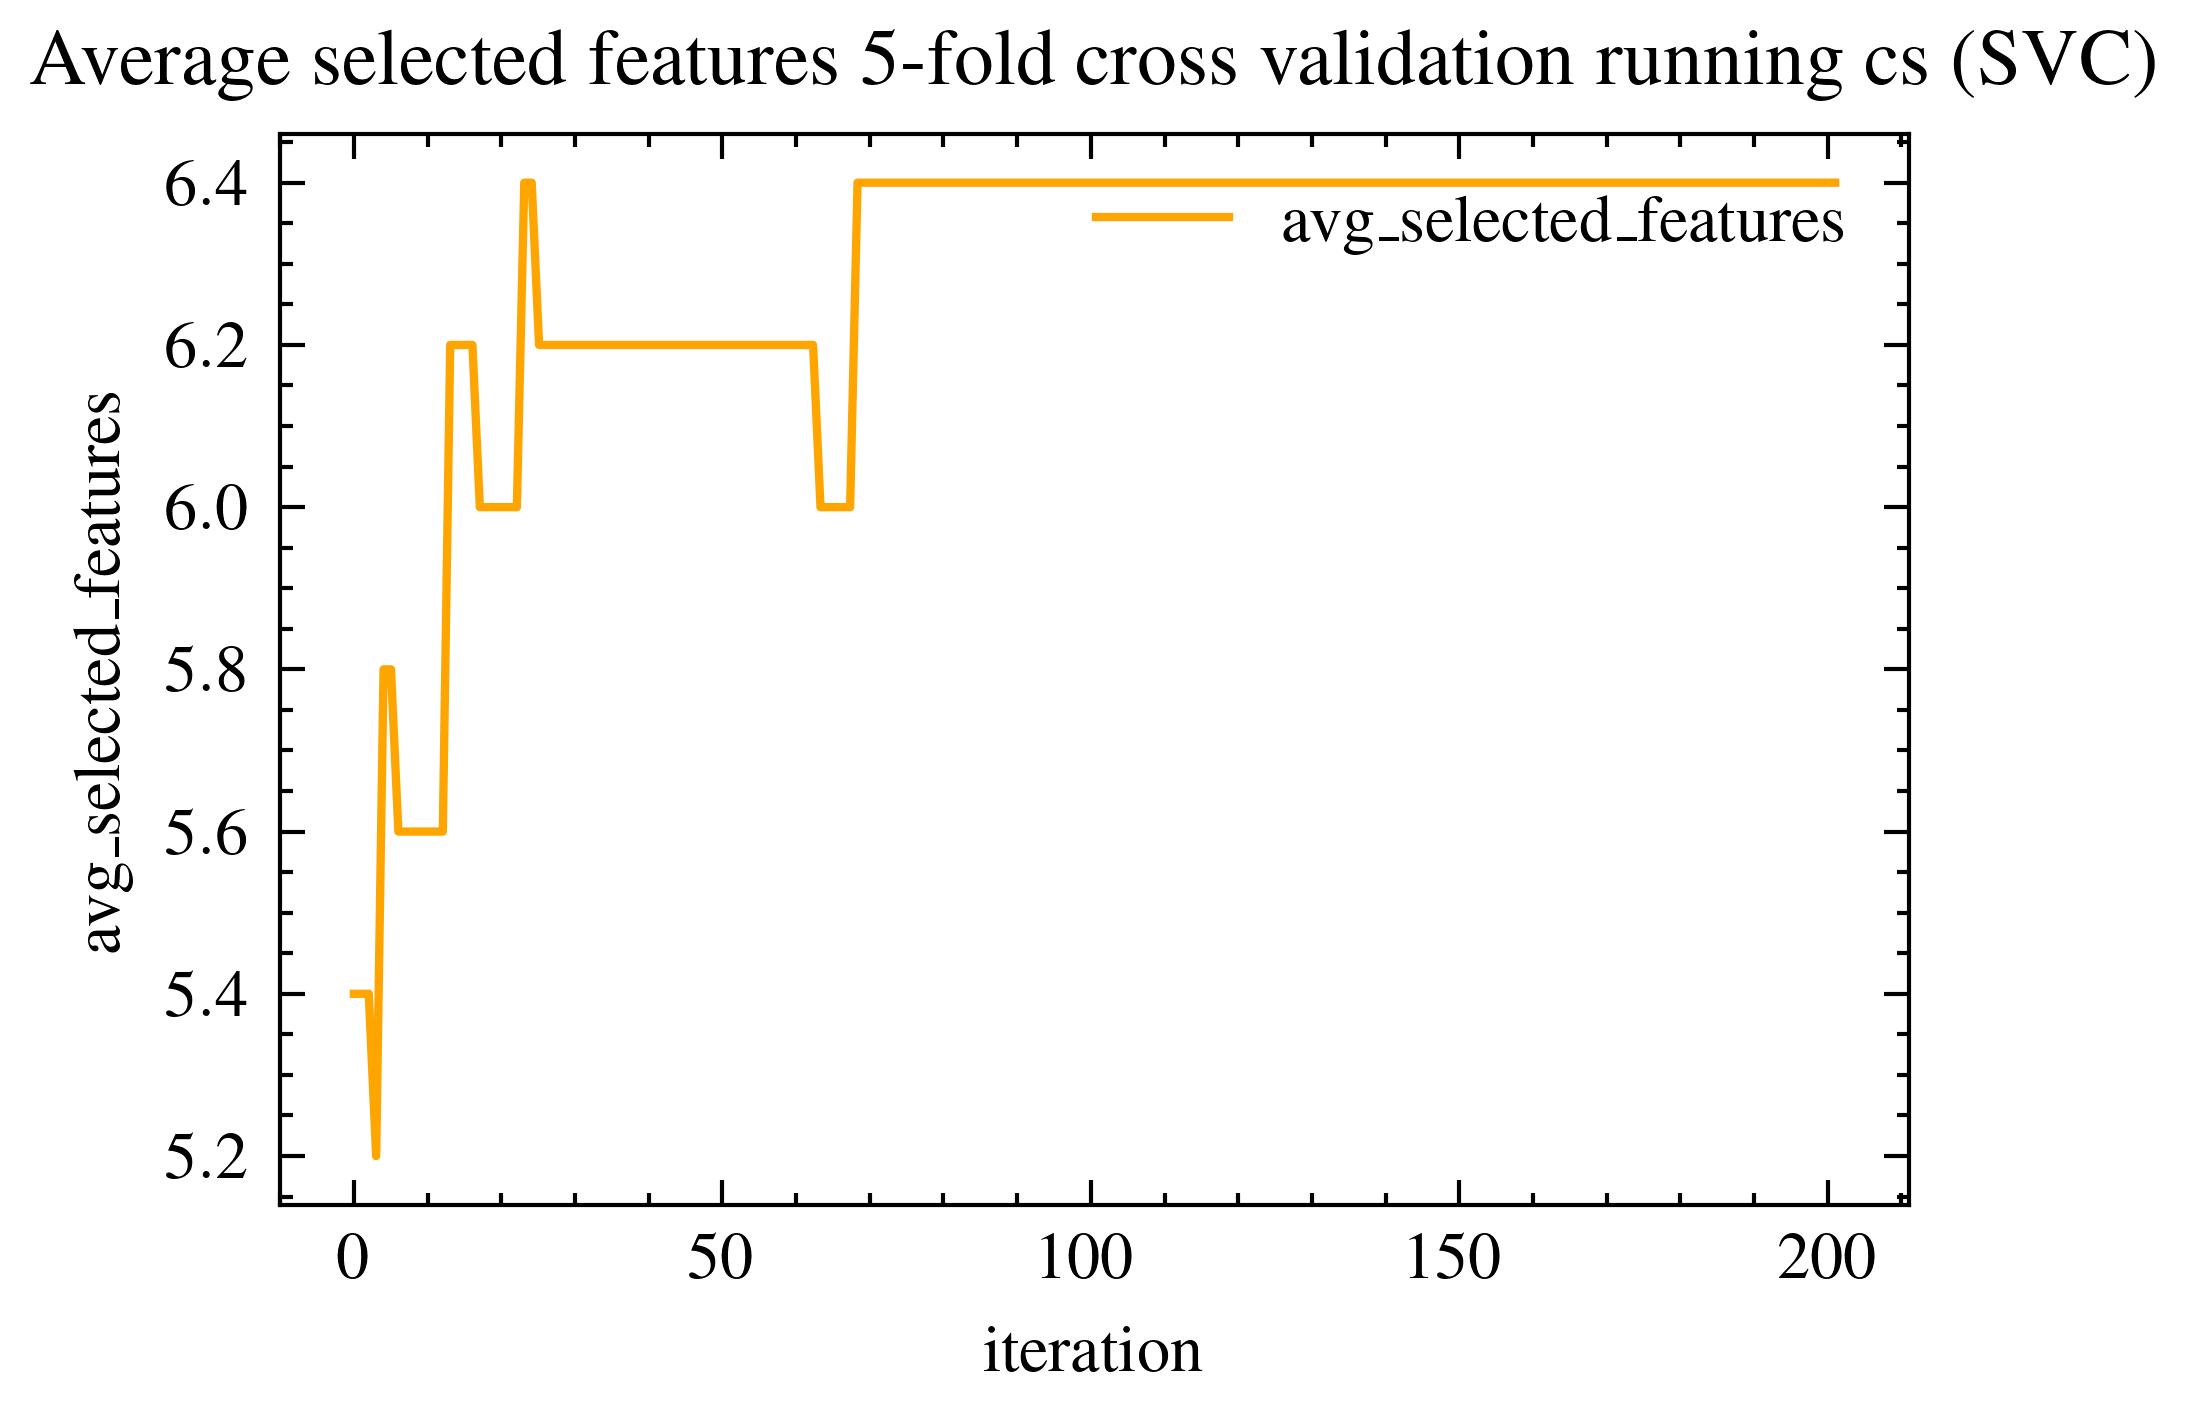 Average selected features 5-fold cross validation running cs (SVC)
6.4
6.2
6.0
5.8
5.6
5.4
5.2
avg_selected_features
avg_selected_features
0 50 100 150 200
iteration